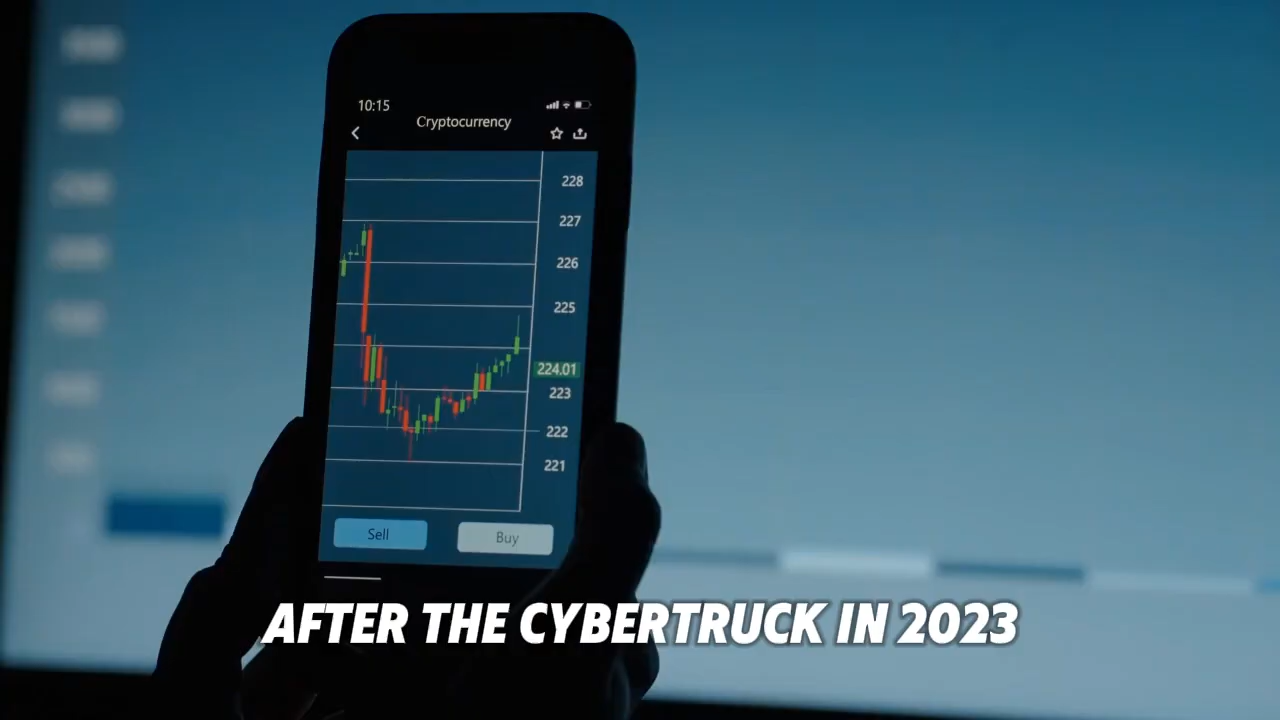 10:15
Cryptocurrency
228
227
226
225
224.01
223
222
221
Sell
Buy
AFTER THE CYBERTRUCK IN 2023